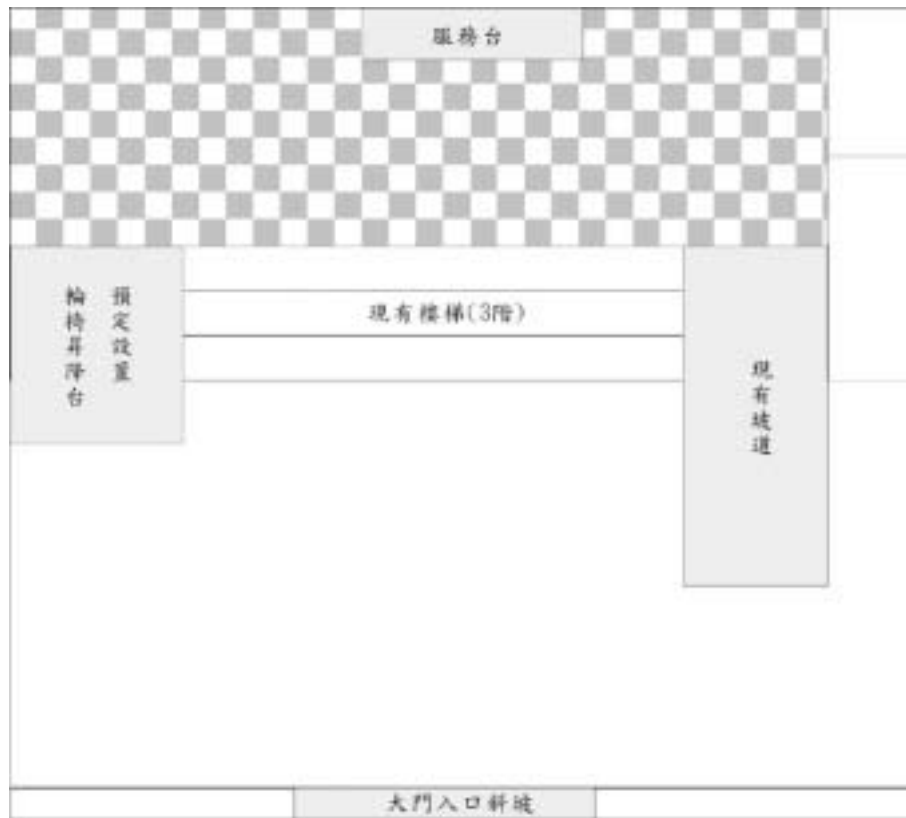 服務台
預定設置
輪椅昇降台
現有樓梯(3階)
現有坡道
大門入口斜坡